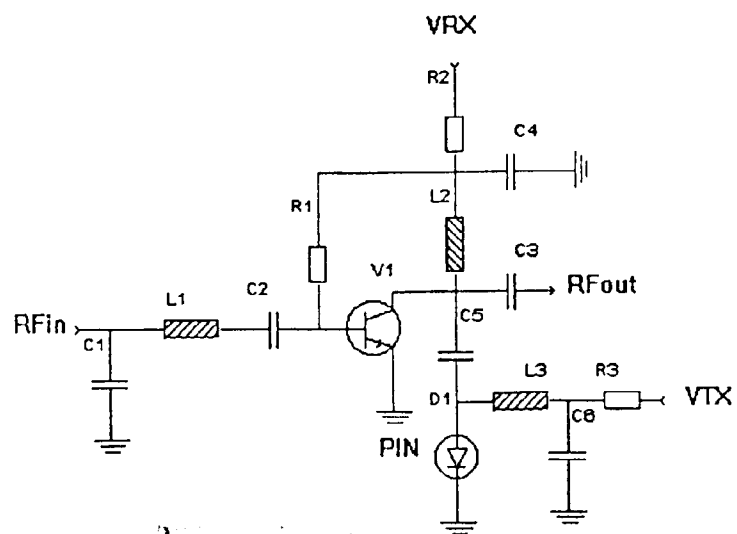 VRX
R2
C4
R1
L2
C3
V1
RFout
L1
C2
RFin
C1
C5
L3
R3
D1
VTX
C6
PIN